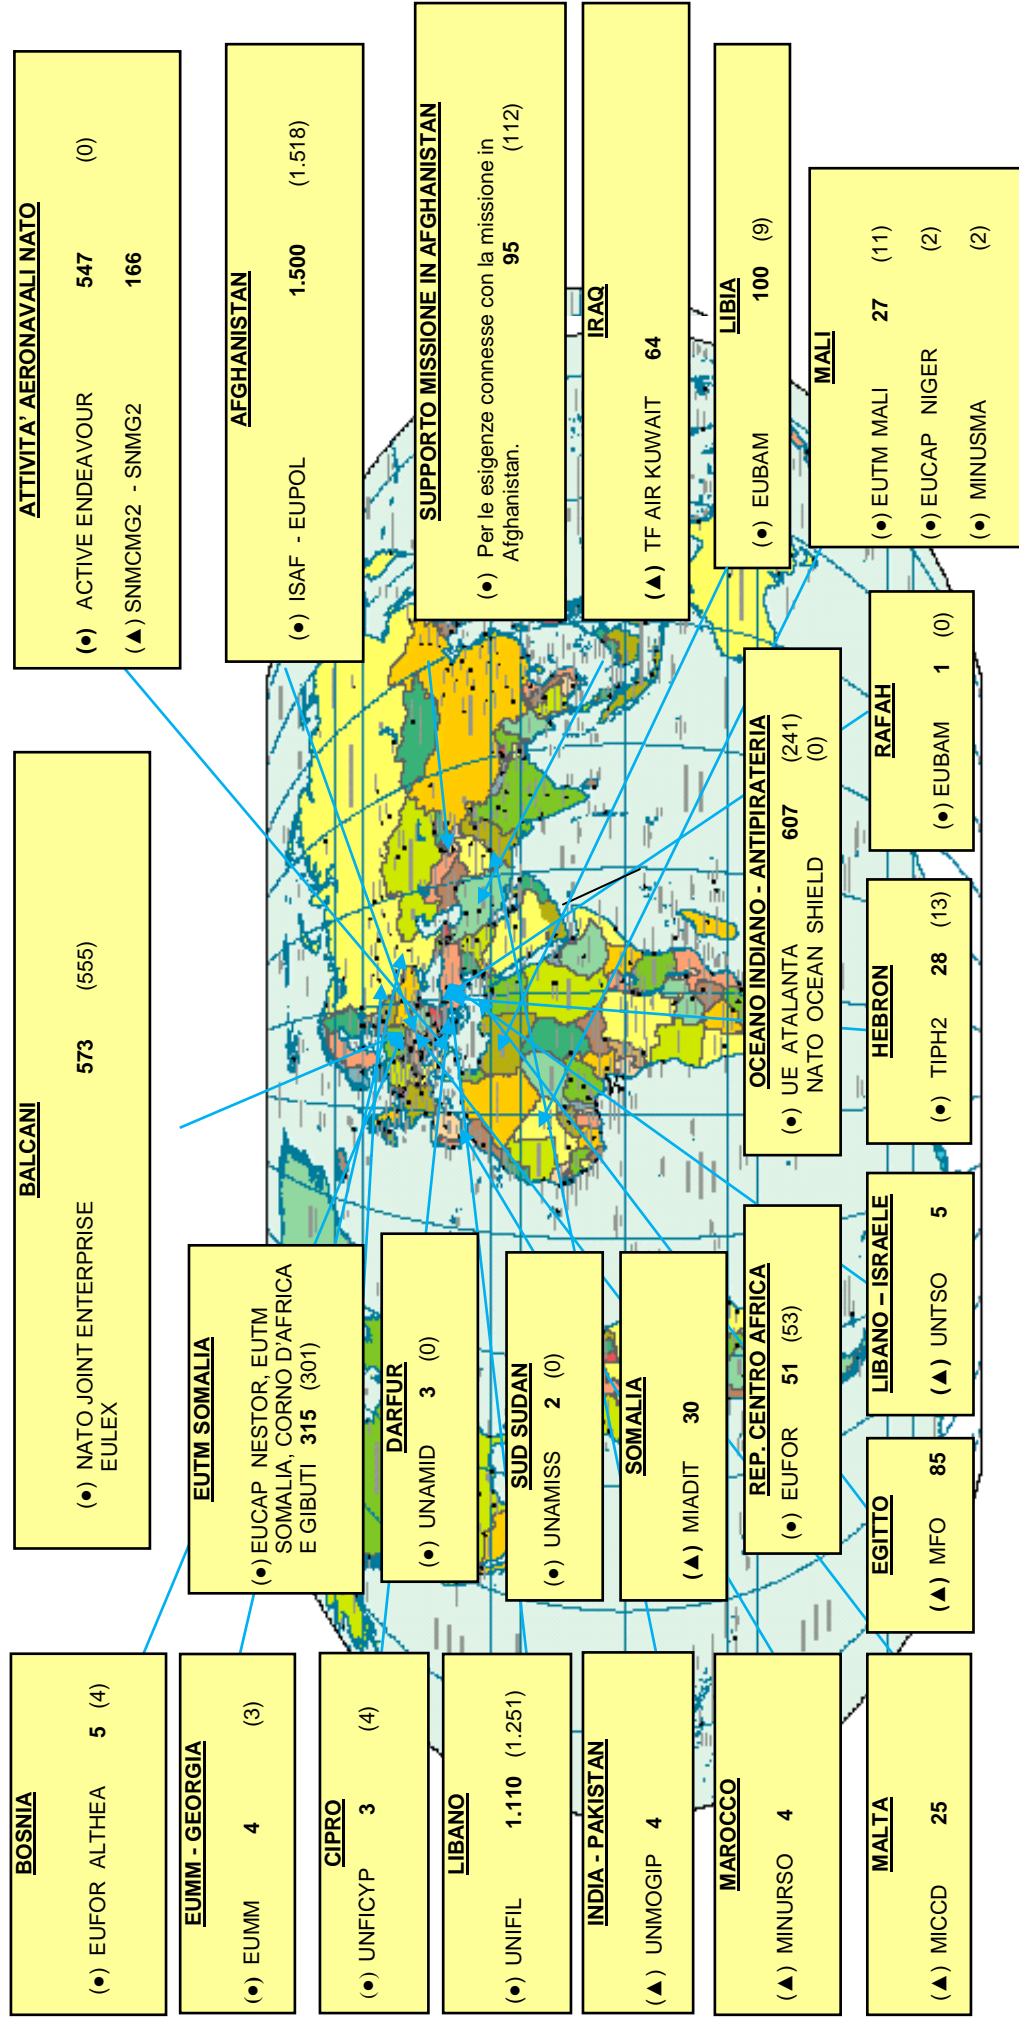 BOSNIA
(●) EUFOR ALTHEA 5 (4)
BALCANI
(●) NATO JOINT ENTERPRISE 573 (555)
EULEX
ATTIVITA' AERONAVALI NATO
(●) ACTIVE ENDEAVOUR 547 (0)
(▲) SNMCMG2 - SNMG2 166
EUMM - GEORGIA
(●) EUMM 4 (3)
EUTM SOMALIA
(●) EUCAP NESTOR, EUTM
SOMALIA, CORNO D'AFRICA
E GIBUTI 315 (301)
AFGHANISTAN
(●) ISAF - EUPOL 1.500 (1.518)
CIPRO
(●) UNFICYP 3 (4)
DARFUR
(●) UNAMID 3 (0)
SUPPORTO MISSIONE IN AFGHANISTAN
(●) Per le esigenze connesse con la missione in
Afghanistan. 95 (112)
LIBANO
(●) UNIFIL 1.110 (1.251)
SUD SUDAN
(●) UNAMISS 2 (0)
IRAQ
(▲) TF AIR KUWAIT 64
INDIA - PAKISTAN
(▲) UNMOGIP 4
SOMALIA
(▲) MIADIT 30
LIBIA
(●) EUBAM 100 (9)
MAROCCO
(▲) MINURSO 4
REP. CENTRO AFRICA
(●) EUFOR 51 (53)
OCEANO INDIANO - ANTIPIRATERIA
(●) UE ATALANTA 607 (241)
NATO OCEAN SHIELD (0)
MALI
(●) EUTM MALI 27 (11)
(●) EUCAP NIGER (2)
(●) MINUSMA (2)
MALTA
(▲) MICCD 25
EGITTO
(▲) MFO 85
LIBANO – ISRAELE
(▲) UNTSO 5
HEBRON
(●) TIPH2 28 (13)
RAFAH
(●) EUBAM 1 (0)